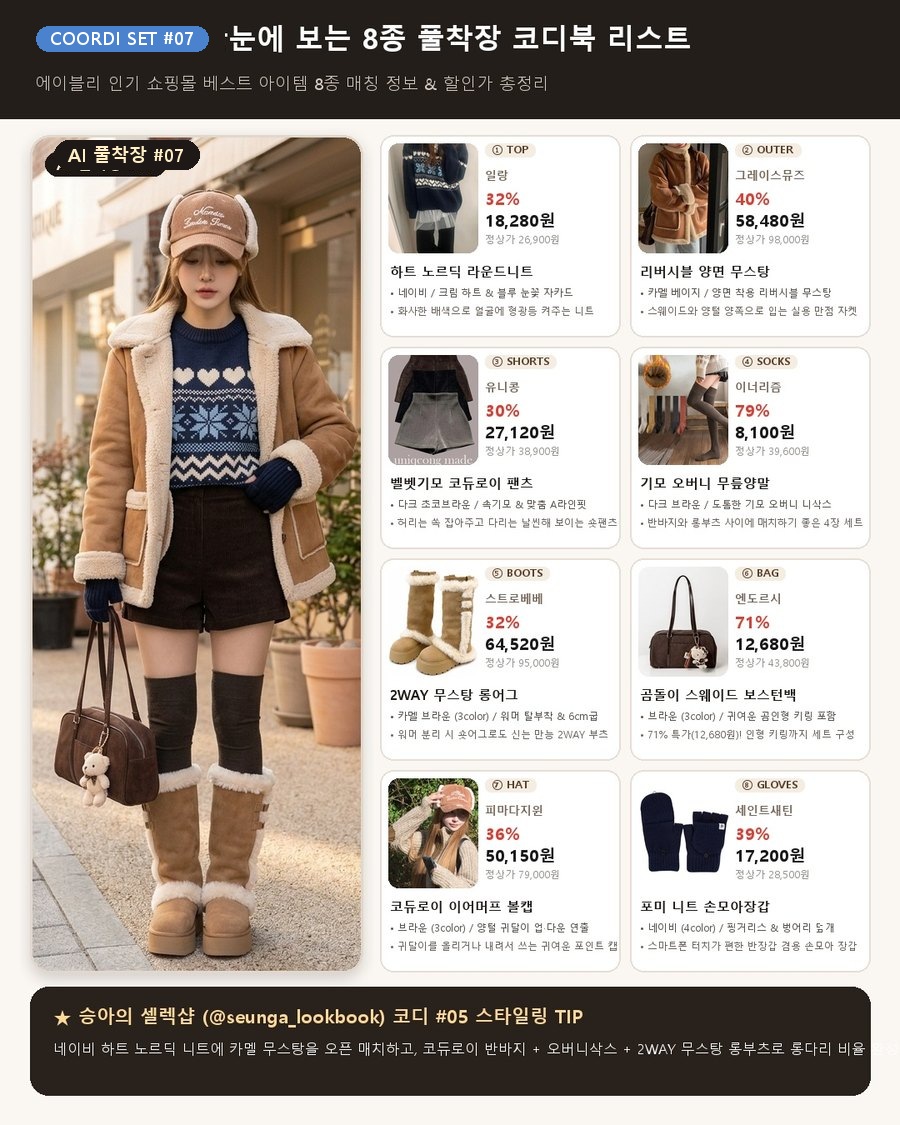 COORDI SET #07
눈에 보는 8종 풀착장 코디북 리스트
에이블리 인기 쇼핑몰 베스트 아이템 8종 매칭 정보 & 할인가 총정리
AI 풀착장 #07
① TOP
일랑
32%
18,280원
정상가 26,900원
하트 노르딕 라운드니트
• 네이비 / 크림 하트 & 블루 눈꽃 자카드
• 화사한 배색으로 얼굴에 형광등 켜주는 니트
② OUTER
그레이스뮤즈
40%
58,480원
정상가 98,000원
리버시블 양면 무스탕
• 카멜 베이지 / 양면 착용 리버시블 무스탕
• 스웨이드와 양털 양쪽으로 입는 실용 만점 자켓
③ SHORTS
유니콩
30%
27,120원
정상가 38,900원
uniqcong made
벨벳기모 코듀로이 팬츠
• 다크 초코브라운 / 속기모 & 맞춤 A라인핏
• 허리는 쏙 잡아주고 다리는 날씬해 보이는 숏팬츠
④ SOCKS
이너리즘
79%
8,100원
정상가 39,600원
기모 오버니 무릎양말
• 다크 브라운 / 도톰한 기모 오버니 니삭스
• 반바지와 롱부츠 사이에 매치하기 좋은 4장 세트
⑤ BOOTS
스트로베베
32%
64,520원
정상가 95,000원
2WAY 무스탕 롱어그
• 카멜 브라운 (3color) / 워머 탈부착 & 6cm굽
• 워머 분리 시 숏어그로도 신는 만능 2WAY 부츠
⑥ BAG
엔도르시
71%
12,680원
정상가 43,800원
곰돌이 스웨이드 보스턴백
• 브라운 (3color) / 귀여운 곰인형 키링 포함
• 71% 특가(12,680원)! 인형 키링까지 세트 구성
⑦ HAT
피마다지원
36%
50,150원
정상가 79,000원
코듀로이 이어머프 볼캡
• 브라운 (3color) / 양털 귀달이 업·다운 연출
• 귀달이를 올리거나 내려서 쓰는 귀여운 포인트 캡
⑧ GLOVES
세인트새틴
39%
17,200원
정상가 28,500원
포미 니트 손모아장갑
• 네이비 (4color) / 핑거리스 & 벙어리 덮개
• 스마트폰 터치가 편한 반장갑 겸용 손모아 장갑
★ 승아의 셀렉샵 (@seunga_lookbook) 코디 #05 스타일링 TIP
네이비 하트 노르딕 니트에 카멜 무스탕을 오픈 매치하고, 코듀로이 반바지 + 오버니삭스 + 2WAY 무스탕 롱부츠로 롱다리 비율